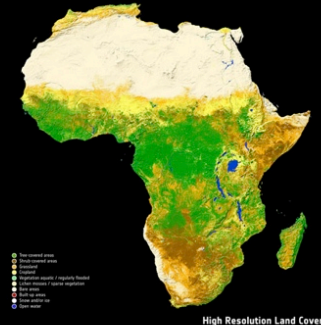 Tree-covered areas
Shrub-covered areas
Grassland
Cropland
Vegetation aquatic / regularly flooded
Lichen mosses / sparse vegetation
Bare areas
Built up areas
Snow and/or ice
Open water
High Resolution Land Cover